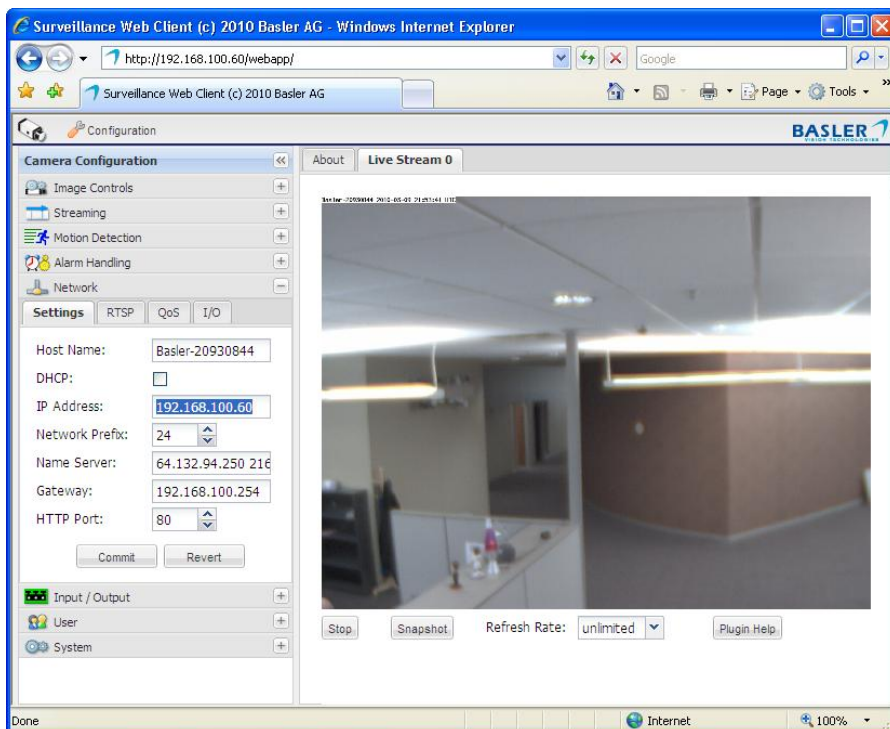 Surveillance Web Client (c) 2010 Basler AG - Windows Internet Explorer
http://192.168.100.60/webapp/
Google
Surveillance Web Client (c) 2010 Basler AG
Page
Tools
»
Configuration
BASLER
VISION TECHNOLOGIES
Camera Configuration
About
Live Stream 0
Image Controls
Streaming
Motion Detection
Alarm Handling
Network
Settings RTSP QoS I/O
Host Name: Basler-20930844
DHCP:
IP Address: 192.168.100.60
Network Prefix: 24
Name Server: 64.132.94.250 216
Gateway: 192.168.100.254
HTTP Port: 80
Commit Revert
Input / Output
User
System
Basler-20930844
Stop Snapshot Refresh Rate: unlimited Plugin Help
Done Internet 100%